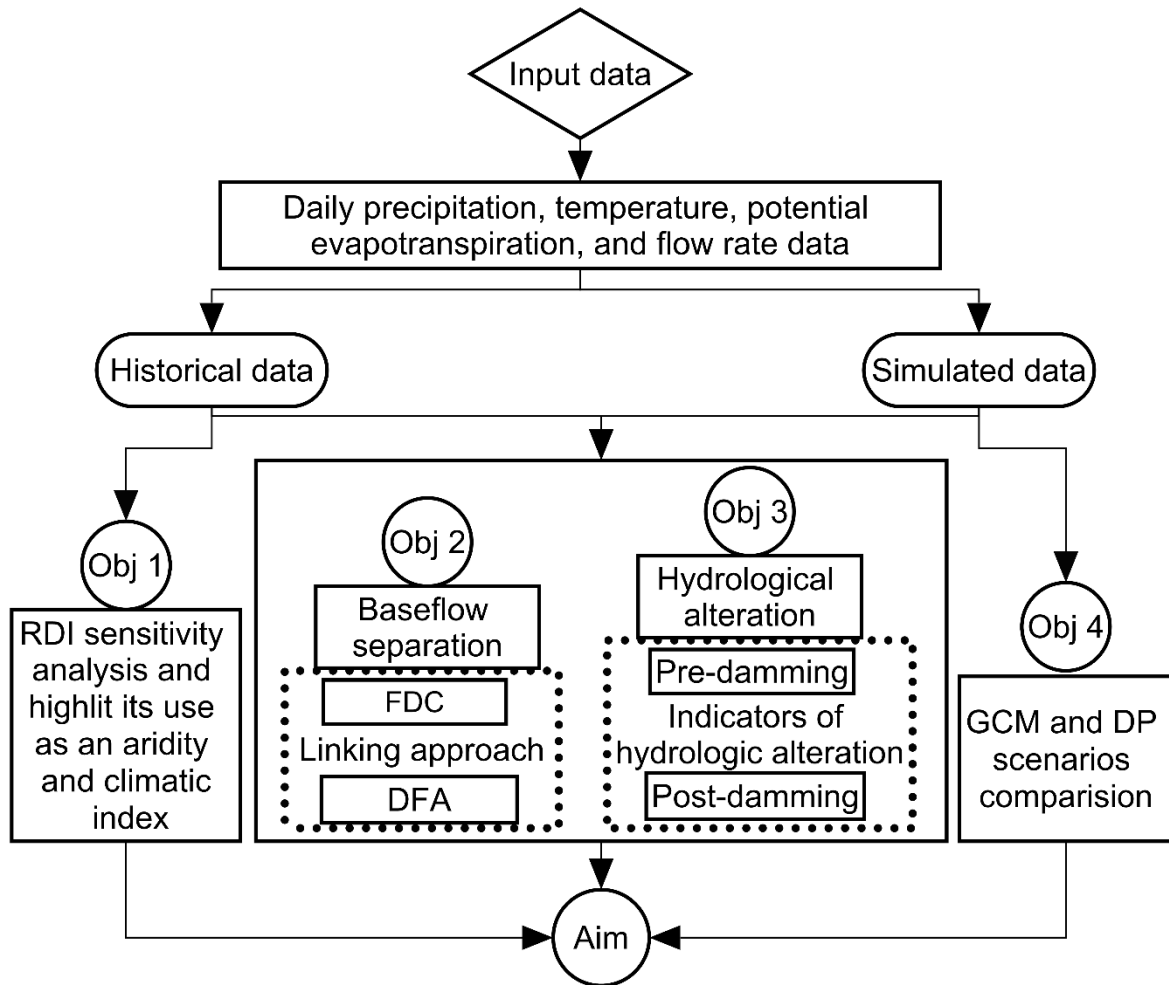 Input data
Daily precipitation, temperature, potential
evapotranspiration, and flow rate data
Historical data
Simulated data
Obj 1
RDI sensitivity
analysis and
highlit its use
as an aridity
and climatic
index
Obj 2
Baseflow
separation
FDC
Linking approach
DFA
Obj 3
Hydrological
alteration
Pre-damming
Indicators of
hydrologic alteration
Post-damming
Obj 4
GCM and DP
scenarios
comparision
Aim